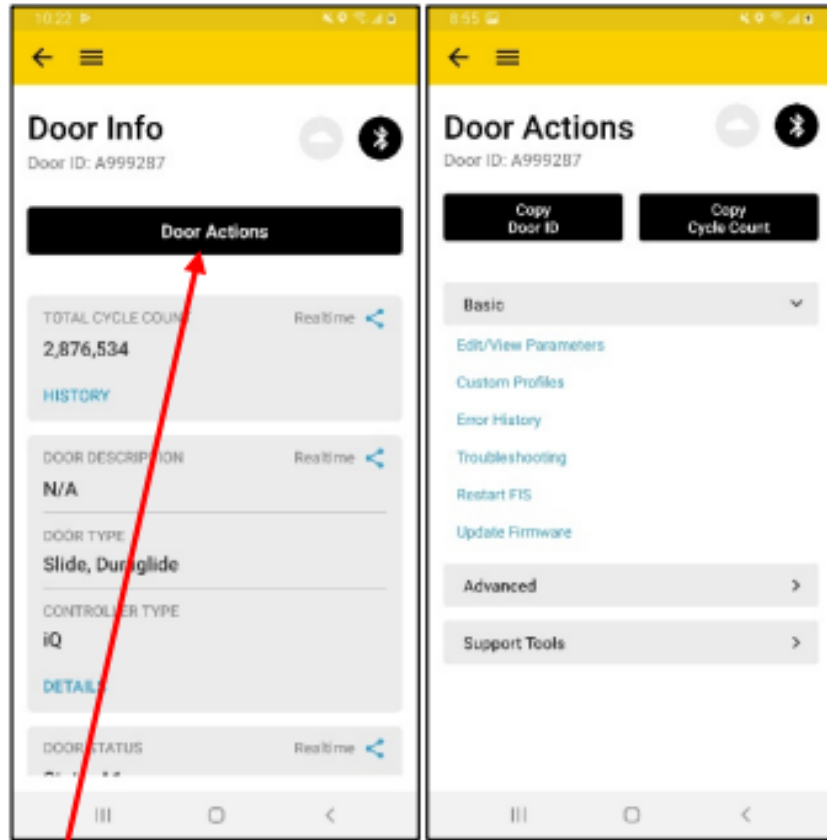 10:22
Door Info
Door ID: A999287
Door Actions
TOTAL CYCLE COUNT
Realtime
2,876,534
HISTORY
DOOR DESCRIPTION
Realtime
N/A
DOOR TYPE
Slide, Duraglide
CONTROLLER TYPE
iQ
DETAILS
DOOR STATUS
Realtime
8:55
Door Actions
Door ID: A999287
Copy
Door ID
Copy
Cycle Count
Basic
Edit/View Parameters
Custom Profiles
Error History
Troubleshooting
Restart FIS
Update Firmware
Advanced
Support Tools